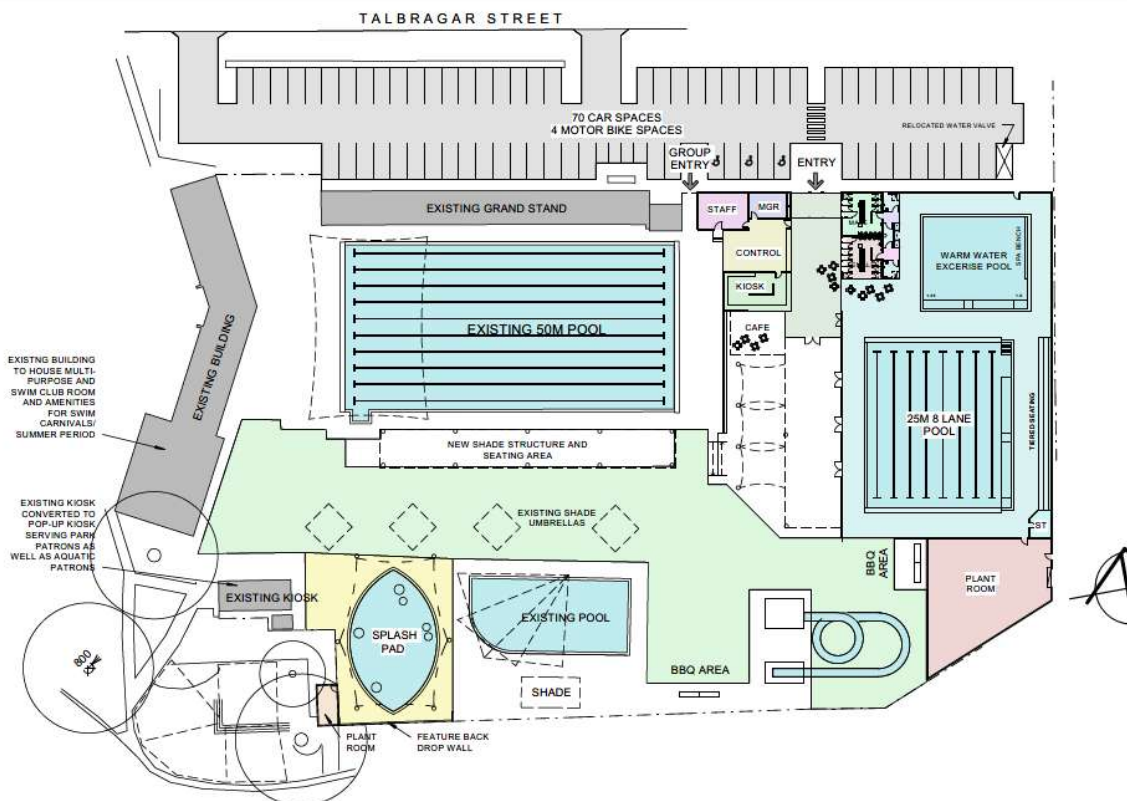 TALBRAGAR STREET
70 CAR SPACES
4 MOTOR BIKE SPACES
RELOCATED WATER VALVE
GROUP
ENTRY
ENTRY
EXISTING GRAND STAND
STAFF
MGR
CONTROL
KIOSK
CAFE
WARM WATER
EXCERISE POOL
SPA BENCH
EXISTING 50M POOL
EXISTING BUILDING
EXISTNG BUILDING
TO HOUSE MULTI-
PURPOSE AND
SWIM CLUB ROOM
AND AMENITIES
FOR SWIM
CARNIVALS/
SUMMER PERIOD
25M 8 LANE
POOL
TIERED SEATING
NEW SHADE STRUCTURE AND
SEATING AREA
EXISTING KIOSK
CONVERTED TO
POP-UP KIOSK
SERVING PARK
PATRONS AS
WELL AS AQUATIC
PATRONS
EXISTING SHADE
UMBRELLAS
ST
BBQ
AREA
PLANT
ROOM
EXISTING KIOSK
SPLASH
PAD
EXISTING POOL
800
BBQ AREA
SHADE
PLANT
ROOM
FEATURE BACK
DROP WALL